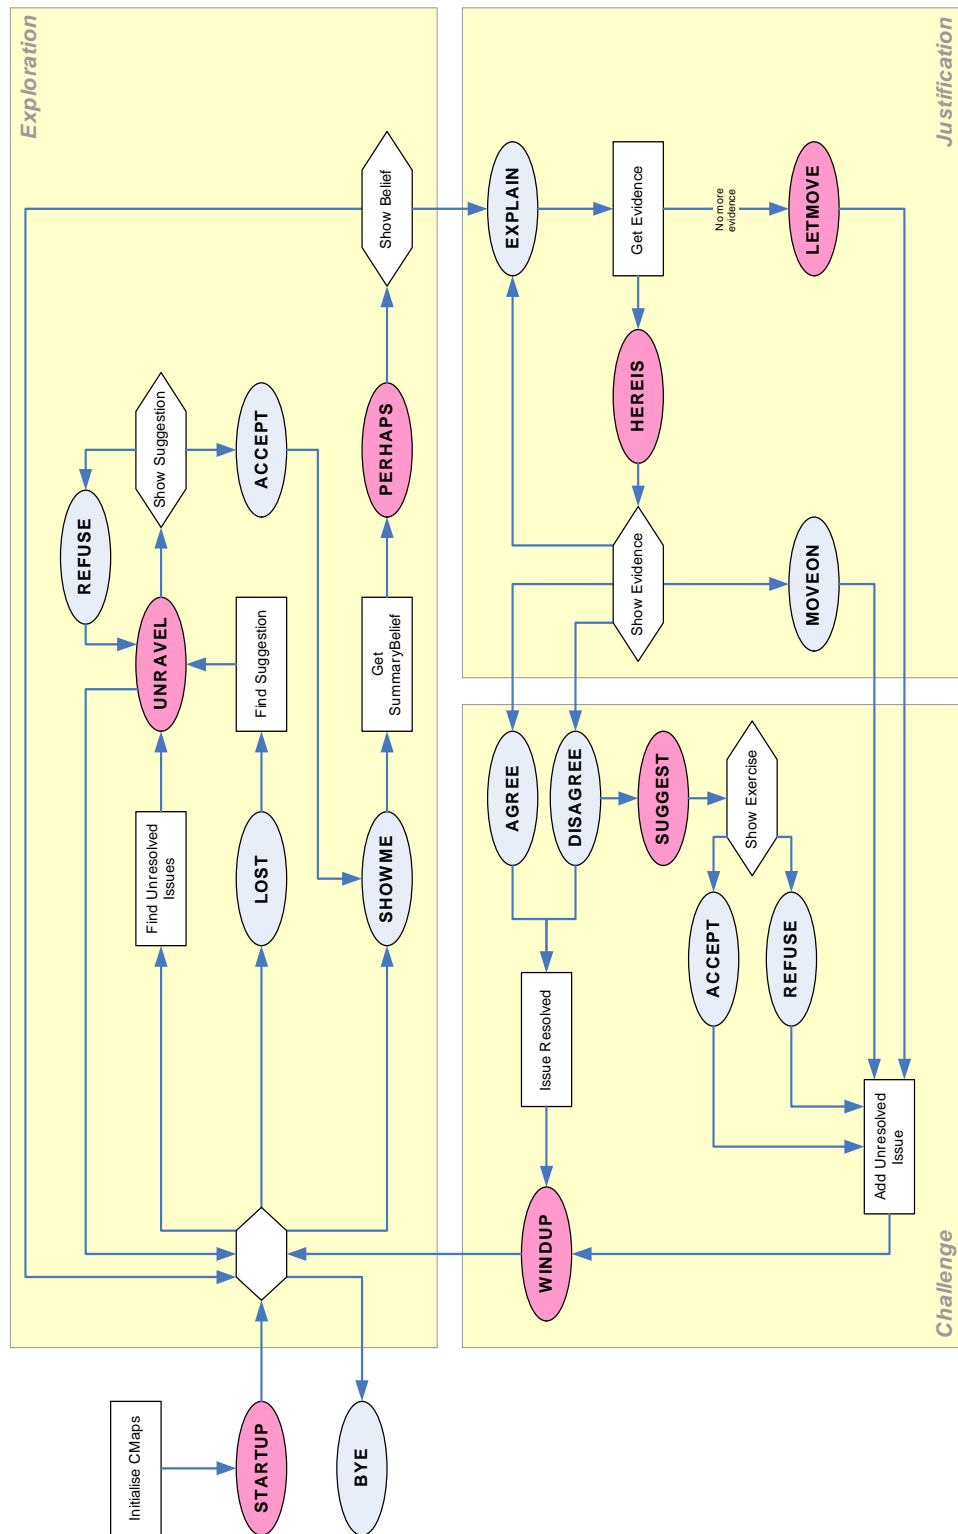 Exploration
Justification
Show Belief
EXPLAIN
Get Evidence
No more
evidence
LETMOVE
Show Suggestion
ACCEPT
PERHAPS
HEREIS
REFUSE
UNRAVEL
Find Suggestion
Get
SummaryBelief
Show Evidence
MOVEON
Find Unresolved
Issues
LOST
SHOWME
AGREE
DISAGREE
SUGGEST
Show Exercise
ACCEPT
REFUSE
Issue Resolved
Add Unresolved
Issue
WINDUP
Challenge
Initialise CMaps
STARTUP
BYE